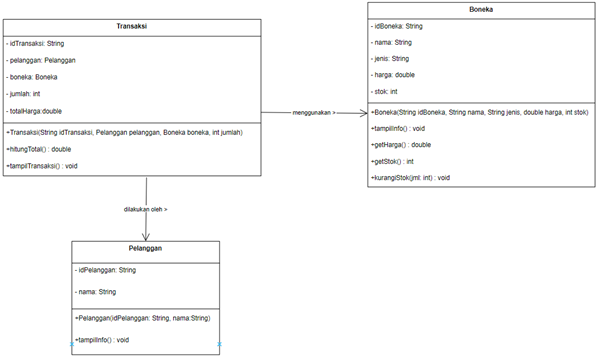 Transaksi
- idTransaksi: String
- pelanggan: Pelanggan
- boneka: Boneka
- jumlah: int
- totalHarga:double
+Transaksi(String idTransaksi, Pelanggan pelanggan, Boneka boneka, int jumlah)
+hitungTotal() : double
+tampilTransaksi() : void
menggunakan >
Boneka
- idBoneka: String
- nama: String
- jenis: String
- harga: double
- stok: int
+Boneka(String idBoneka, String nama, String jenis, double harga, int stok)
+tampilInfo() : void
+getHarga() : double
+getStok() : int
+kurangiStok(jml: int) : void
dilakukan oleh >
Pelanggan
- idPelanggan: String
- nama: String
+Pelanggan(idPelanggan: String, nama:String)
+tampilInfo() : void